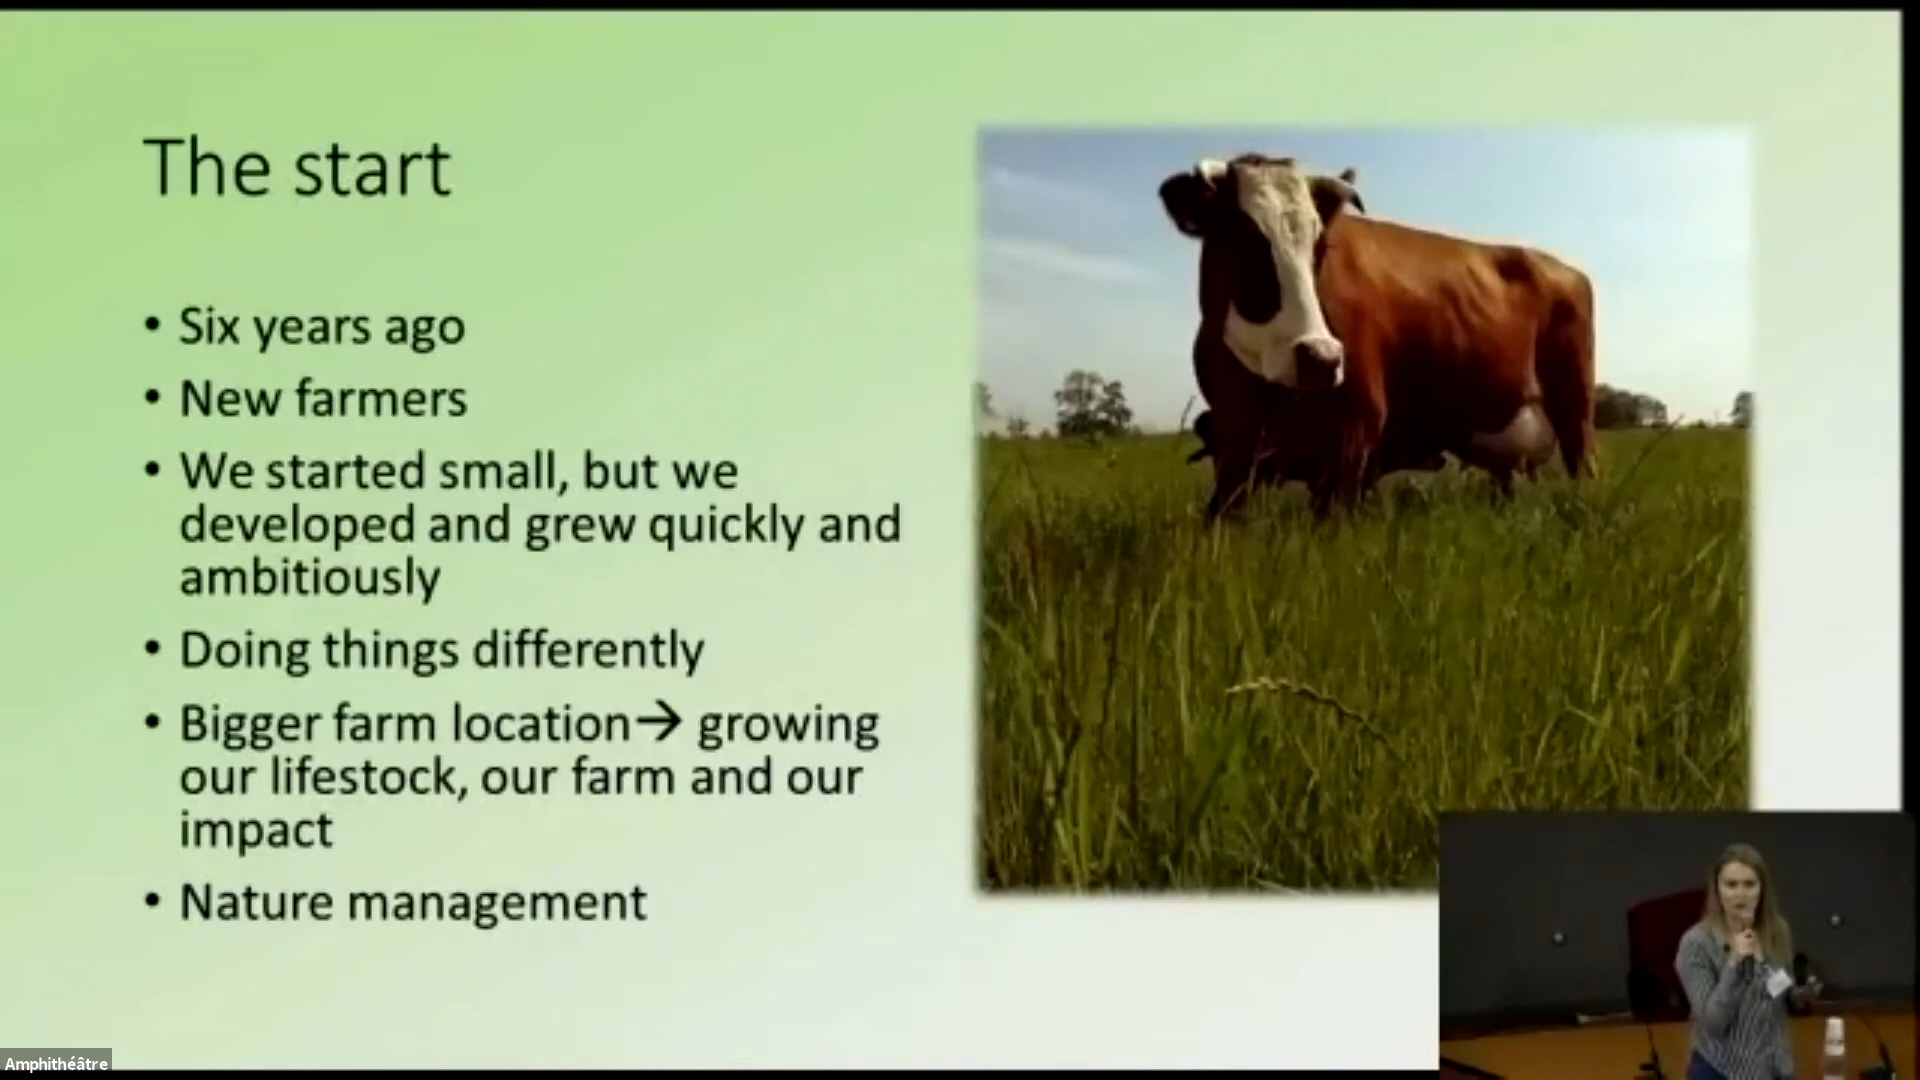 The start
• Six years ago
• New farmers
• We started small, but we
developed and grew quickly and
ambitiously
• Doing things differently
• Bigger farm location→ growing
our lifestock, our farm and our
impact
• Nature management
Amphithéâtre